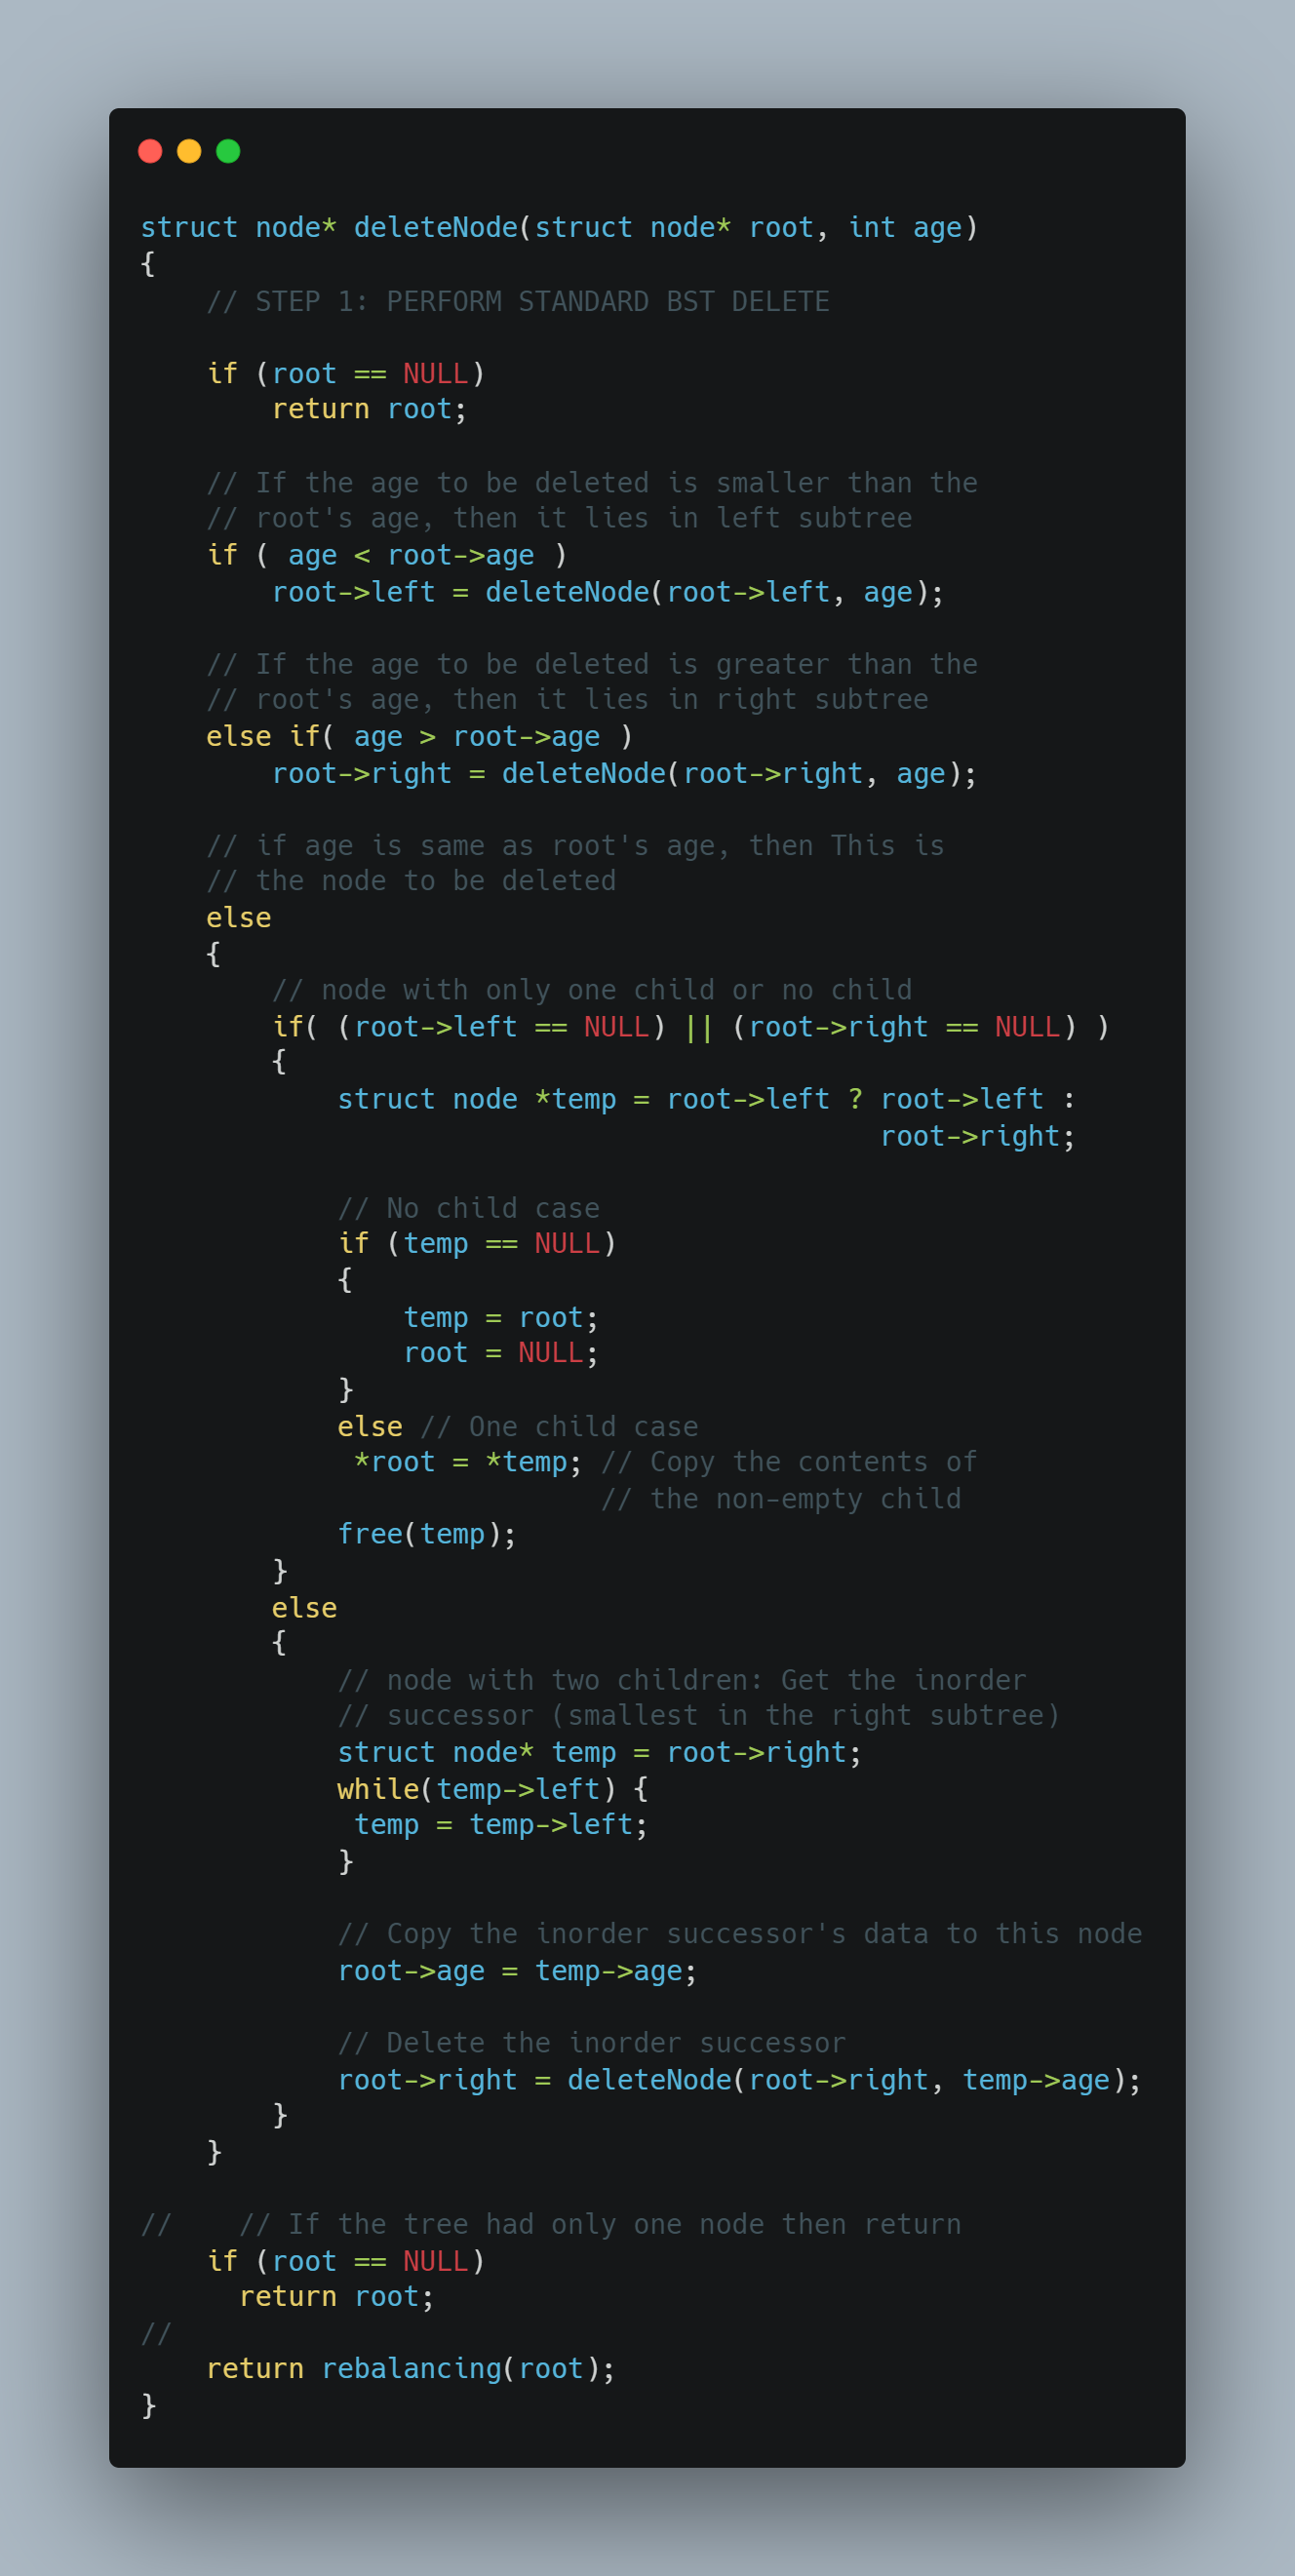 struct node* deleteNode(struct node* root, int age)
{
    // STEP 1: PERFORM STANDARD BST DELETE

    if (root == NULL)
        return root;

    // If the age to be deleted is smaller than the
    // root's age, then it lies in left subtree
    if ( age < root->age )
        root->left = deleteNode(root->left, age);

    // If the age to be deleted is greater than the
    // root's age, then it lies in right subtree
    else if( age > root->age )
        root->right = deleteNode(root->right, age);

    // if age is same as root's age, then This is
    // the node to be deleted
    else
    {
        // node with only one child or no child
        if( (root->left == NULL) || (root->right == NULL) )
        {
            struct node *temp = root->left ? root->left :
                                             root->right;

            // No child case
            if (temp == NULL)
            {
                temp = root;
                root = NULL;
            }
            else // One child case
             *root = *temp; // Copy the contents of
                            // the non-empty child
            free(temp);
        }
        else
        {
            // node with two children: Get the inorder
            // successor (smallest in the right subtree)
            struct node* temp = root->right;
            while(temp->left) {
             temp = temp->left;
            }

            // Copy the inorder successor's data to this node
            root->age = temp->age;

            // Delete the inorder successor
            root->right = deleteNode(root->right, temp->age);
        }
    }

//    // If the tree had only one node then return
    if (root == NULL)
      return root;
//
    return rebalancing(root);
}